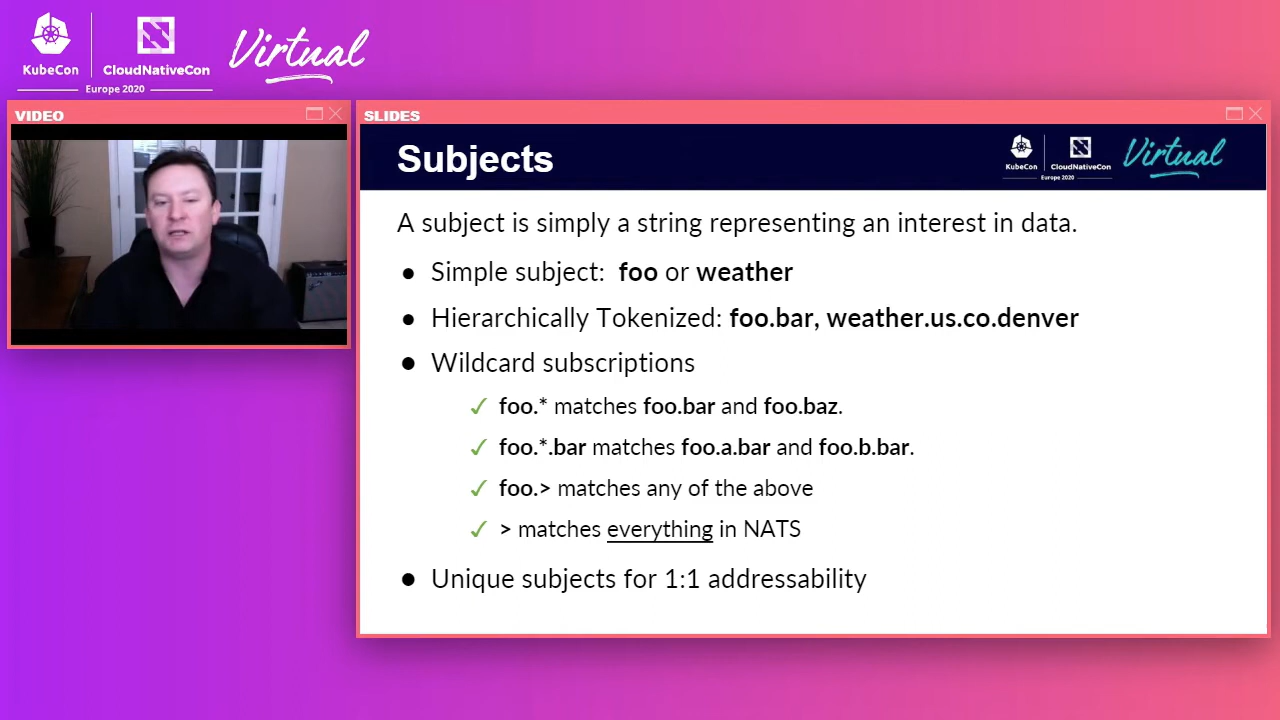 KubeCon
CloudNativeCon
Virtual
Europe 2020
VIDEO
SLIDES
Subjects
KubeCon
CloudNativeCon
Virtual
Europe 2020
A subject is simply a string representing an interest in data.
● Simple subject: foo or weather
● Hierarchically Tokenized: foo.bar, weather.us.co.denver
● Wildcard subscriptions
✓ foo.* matches foo.bar and foo.baz.
✓ foo.*.bar matches foo.a.bar and foo.b.bar.
✓ foo.> matches any of the above
✓ > matches everything in NATS
● Unique subjects for 1:1 addressability